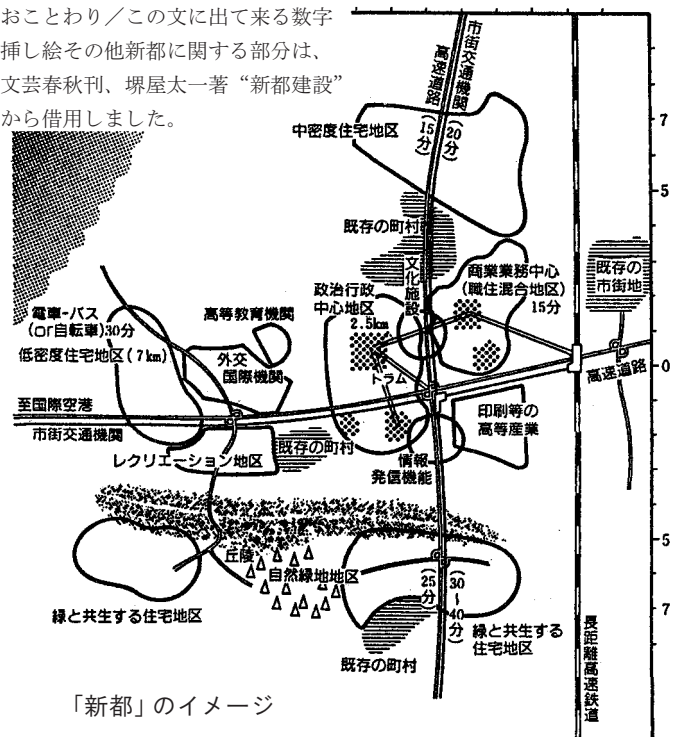 おことわり／この文に出て来る数字
挿し絵その他新都に関する部分は、
文芸春秋刊、堺屋太一著“新都建設”
から借用しました。
市街交通機関(20分)
高速道路(15分)
中密度住宅地区
7
5
既存の町村
文化施設
商業業務中心
(職住混合地区)
15分
既存の
市街地
政治行政
中心地区
2.5km
高等教育機関
電車・バス
(or自転車)30分
低密度住宅地区(7km)
外交
国際機関
トラム
0
高速道路
至国際空港
市街交通機関
印刷等の
高等産業
既存の町村
レクリエーション地区
情報
発信機能
5
丘陵
自然緑地地区
(25分)
(30〜40分)
7
緑と共生する住宅地区
緑と共生する
住宅地区
既存の町村
長距離高速鉄道
「新都」のイメージ